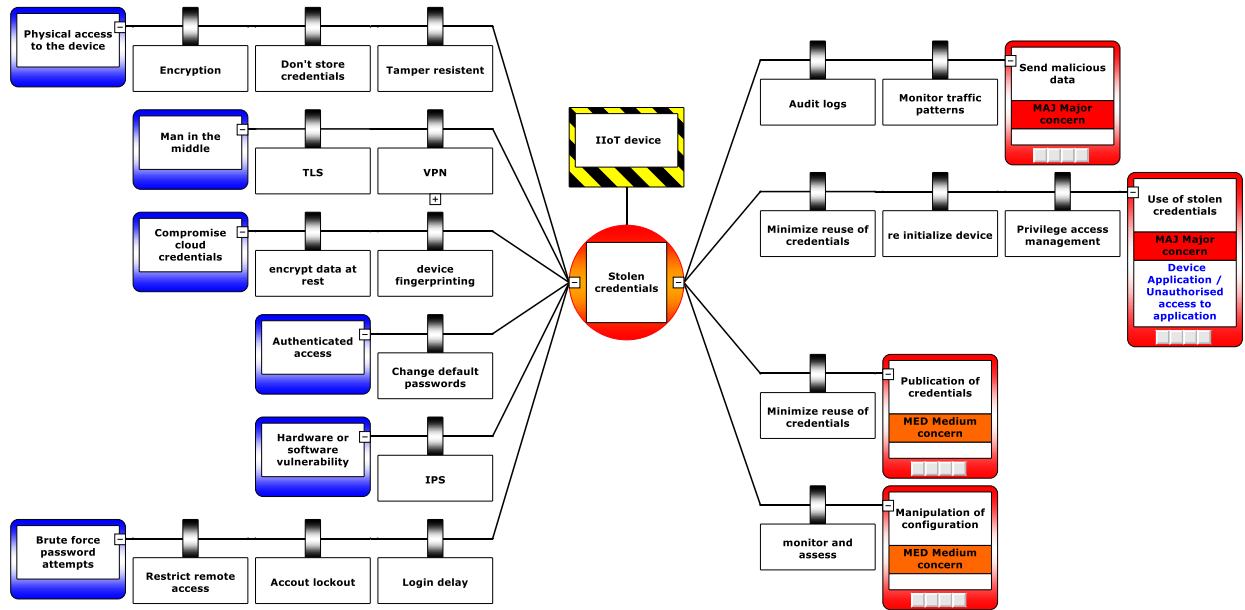 Physical access
to the device
Encryption
Don't store
credentials
Tamper resistent
Man in the
middle
TLS
VPN
Compromise
cloud
credentials
encrypt data at
rest
device
fingerprinting
Authenticated
access
Change default
passwords
Hardware or
software
vulnerability
IPS
Brute force
password
attempts
Restrict remote
access
Accout lockout
Login delay
IIoT device
Stolen
credentials
Audit logs
Monitor traffic
patterns
Send malicious
data
MAJ Major
concern
Minimize reuse of
credentials
re initialize device
Privilege access
management
Use of stolen
credentials
MAJ Major
concern
Device
Application /
Unauthorised
access to
application
Minimize reuse of
credentials
Publication of
credentials
MED Medium
concern
monitor and
assess
Manipulation of
configuration
MED Medium
concern